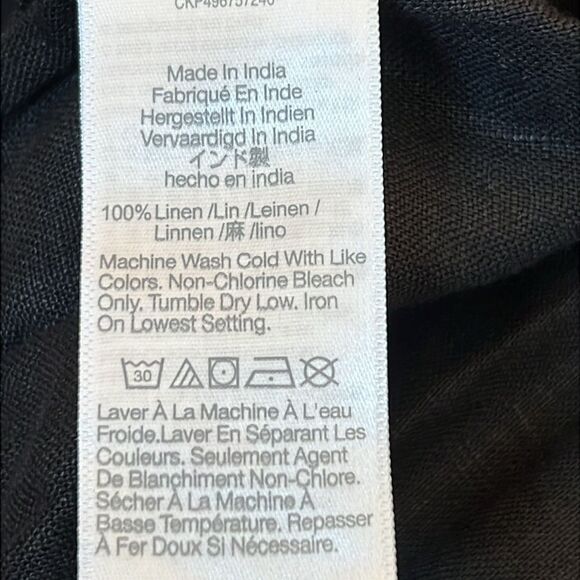 CKP496757240
Made In India
Fabriqué En Inde
Hergestellt In Indien
Vervaardigd In India
インド製
hecho en india
100% Linen /Lin /Leinen /
Linnen /麻 /lino
Machine Wash Cold With Like
Colors. Non-Chlorine Bleach
Only. Tumble Dry Low. Iron
On Lowest Setting.
30
Laver À La Machine À L'eau
Froide.Laver En Séparant Les
Couleurs. Seulement Agent
De Blanchiment Non-Chlore.
Sécher À La Machine À
Basse Température. Repasser
À Fer Doux Si Nécessaire.